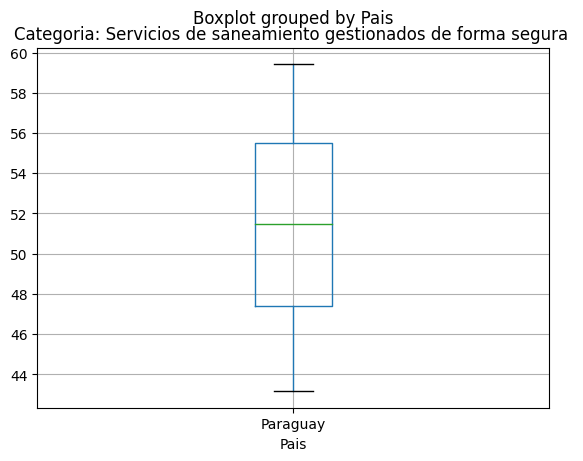 Boxplot grouped by Pais
Categoria: Servicios de saneamiento gestionados de forma segura
60
58
56
54
52
50
48
46
44
Paraguay
Pais